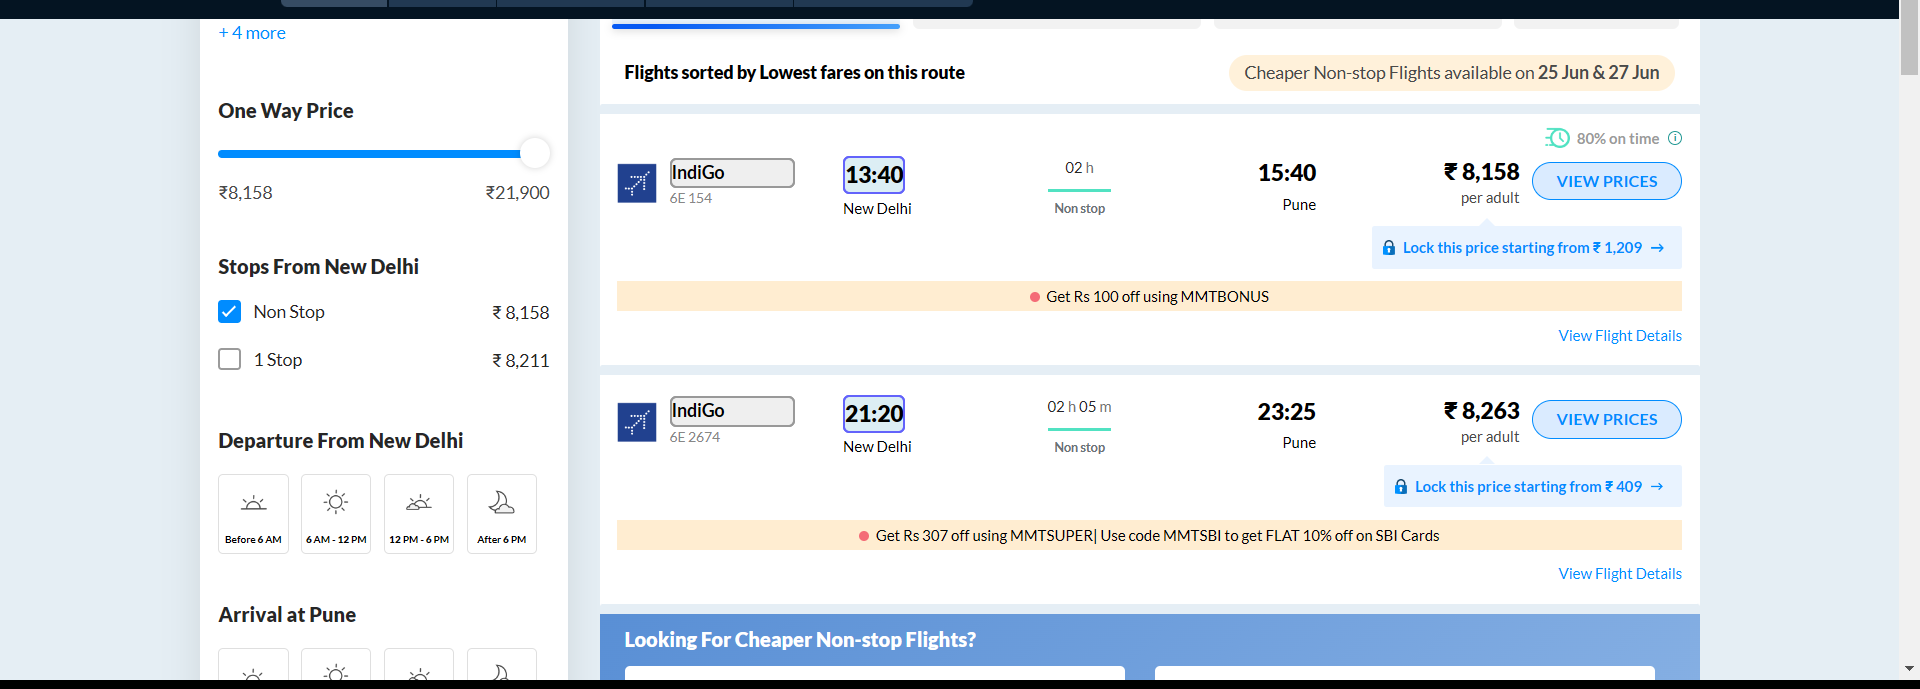 + 4 more
One Way Price
₹8,158 ₹21,900
Stops From New Delhi
Non Stop ₹ 8,158
1 Stop ₹ 8,211
Departure From New Delhi
Before 6 AM 6 AM - 12 PM 12 PM - 6 PM After 6 PM
Arrival at Pune
Flights sorted by Lowest fares on this route
Cheaper Non-stop Flights available on 25 Jun & 27 Jun
80% on time
IndiGo 13:40 02 h 15:40 ₹ 8,158 VIEW PRICES
6E 154 New Delhi Non stop Pune per adult
Lock this price starting from ₹ 1,209 →
Get Rs 100 off using MMTBONUS
View Flight Details
IndiGo 21:20 02 h 05 m 23:25 ₹ 8,263 VIEW PRICES
6E 2674 New Delhi Non stop Pune per adult
Lock this price starting from ₹ 409 →
Get Rs 307 off using MMTSUPER| Use code MMTSBI to get FLAT 10% off on SBI Cards
View Flight Details
Looking For Cheaper Non-stop Flights?